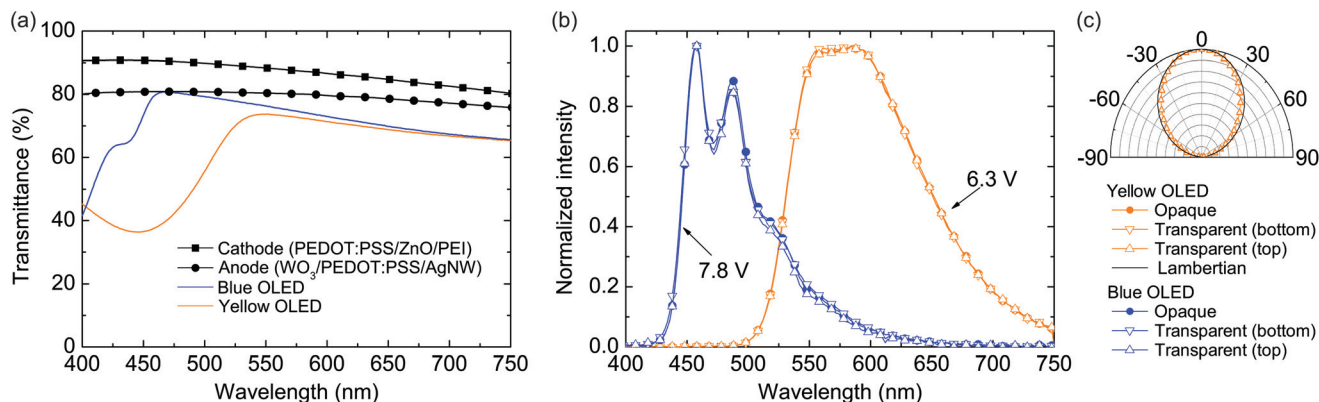 (a)
100
80
60
40
20
0
Transmittance (%)
400 450 500 550 600 650 700 750
Wavelength (nm)
Cathode (PEDOT:PSS/ZnO/PEI)
Anode (WO3/PEDOT:PSS/AgNW)
Blue OLED
Yellow OLED
(b)
1.0
0.8
0.6
0.4
0.2
0.0
Normalized intensity
400 450 500 550 600 650 700 750
Wavelength (nm)
7.8 V
6.3 V
(c)
0
-30 30
-60 60
-90 90
Yellow OLED
Opaque
Transparent (bottom)
Transparent (top)
Lambertian
Blue OLED
Opaque
Transparent (bottom)
Transparent (top)